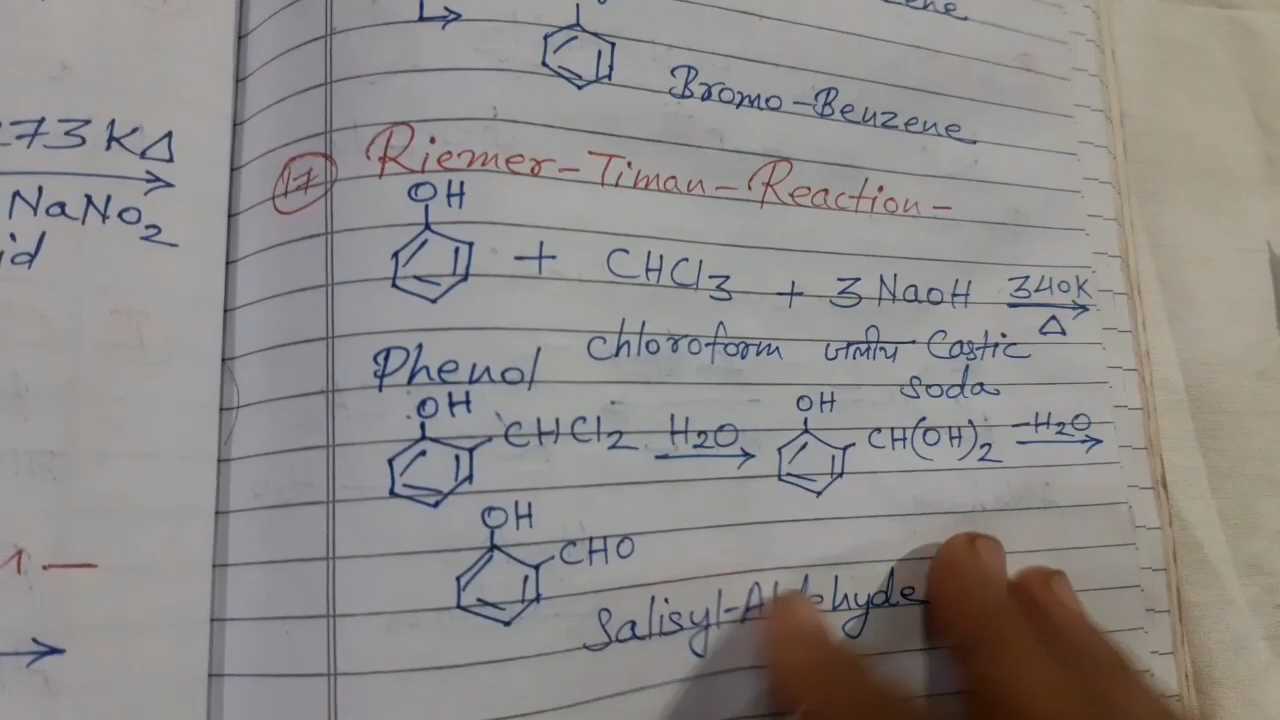 Bromo-Benzene
273 K Δ
NaNO2
id
17 Riemer-Timan-Reaction-
OH
+ CHCl3 + 3 NaOH 340K Δ
Phenol Chloroform जलीय Castic soda
OH OH
CHCl2 H2O CH(OH)2 -H2O
OH
CHO
Salisyl-Aldehyde